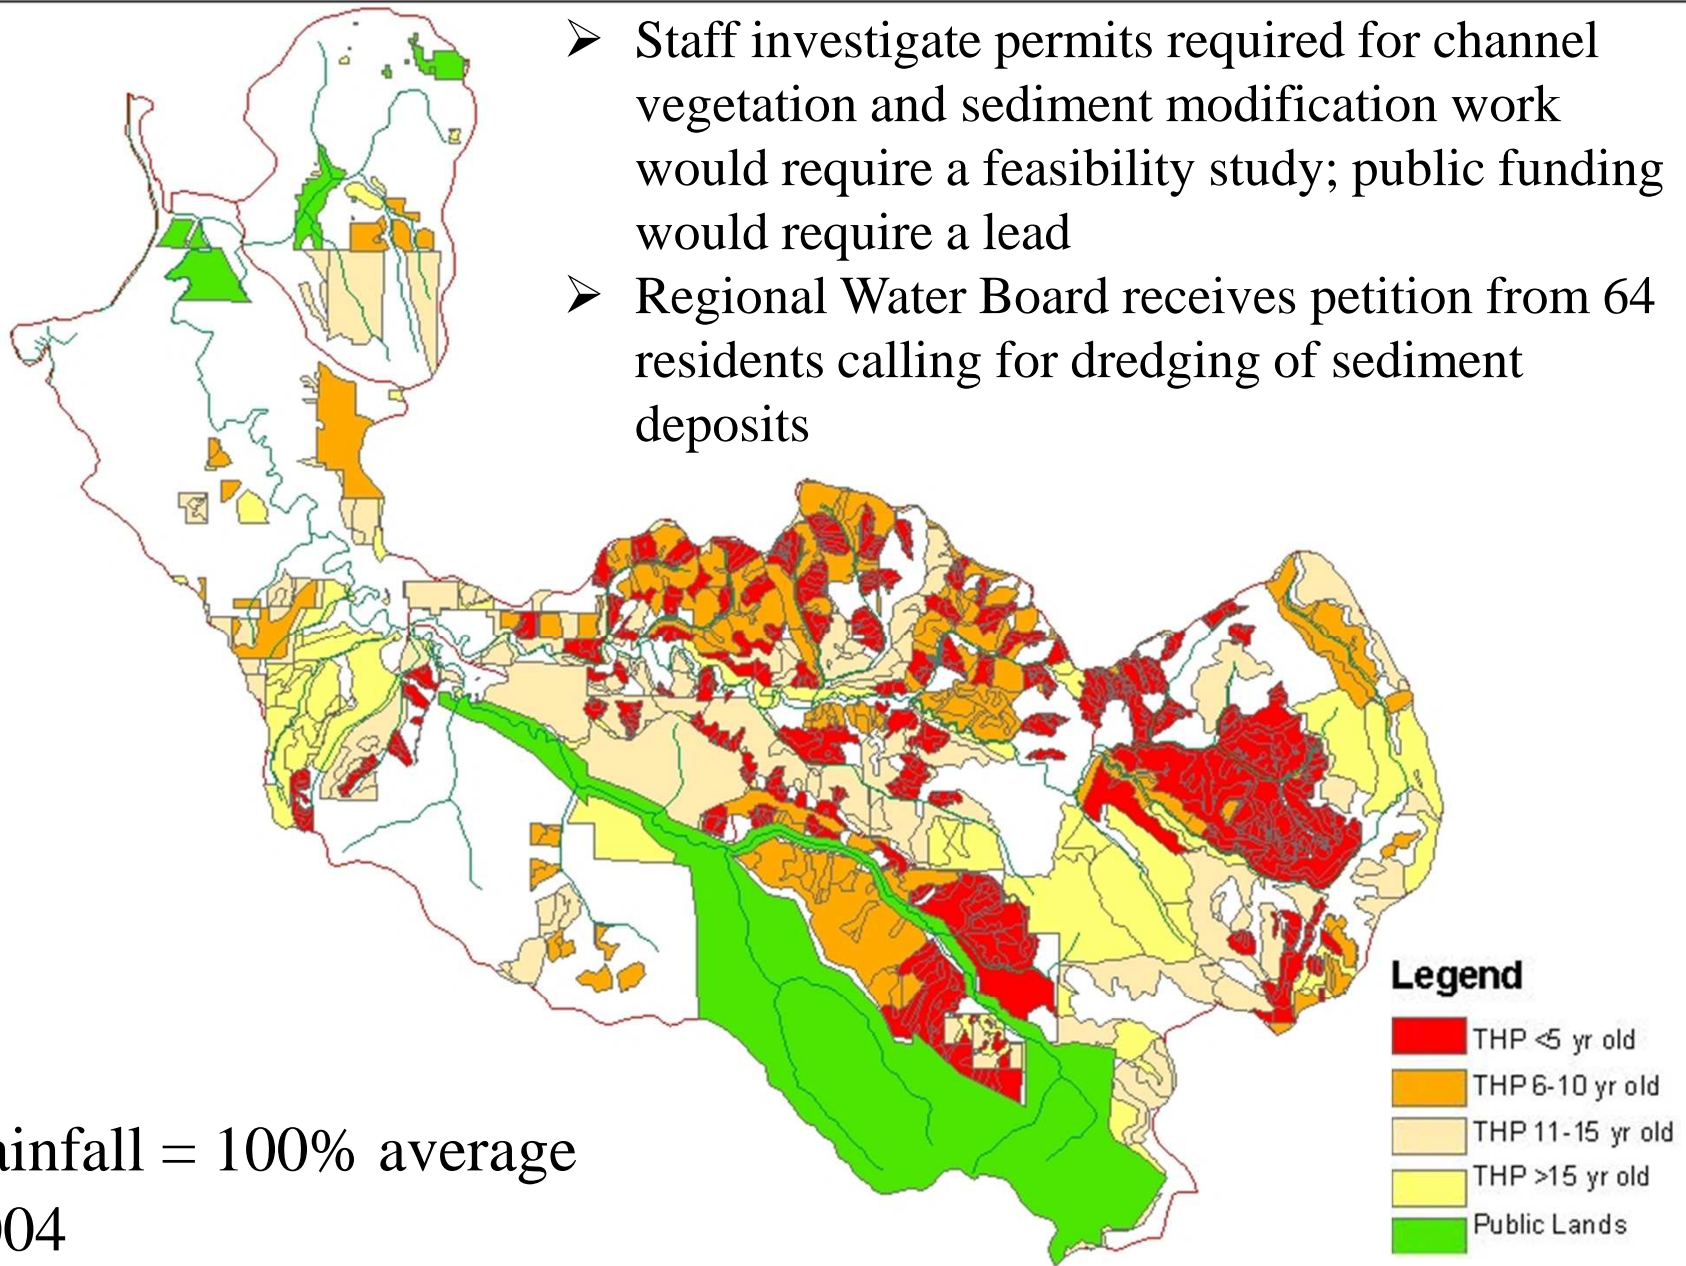 ➢ Staff investigate permits required for channel
vegetation and sediment modification work
would require a feasibility study; public funding
would require a lead
➢ Regional Water Board receives petition from 64
residents calling for dredging of sediment
deposits
Legend
THP <5 yr old
THP 6-10 yr old
THP 11-15 yr old
THP >15 yr old
Public Lands
ainfall = 100% average
004